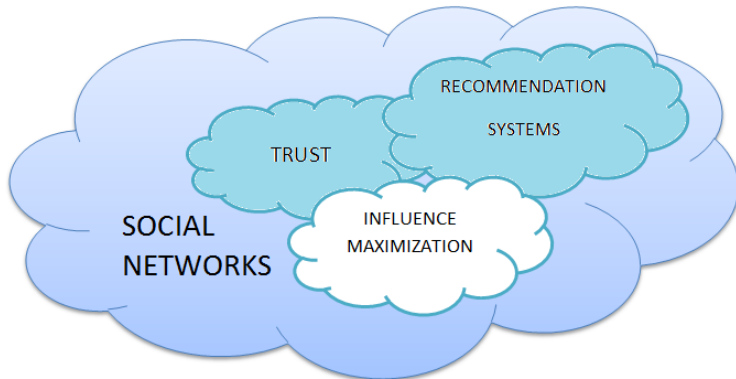 RECOMMENDATION
SYSTEMS
TRUST
INFLUENCE
MAXIMIZATION
SOCIAL
NETWORKS